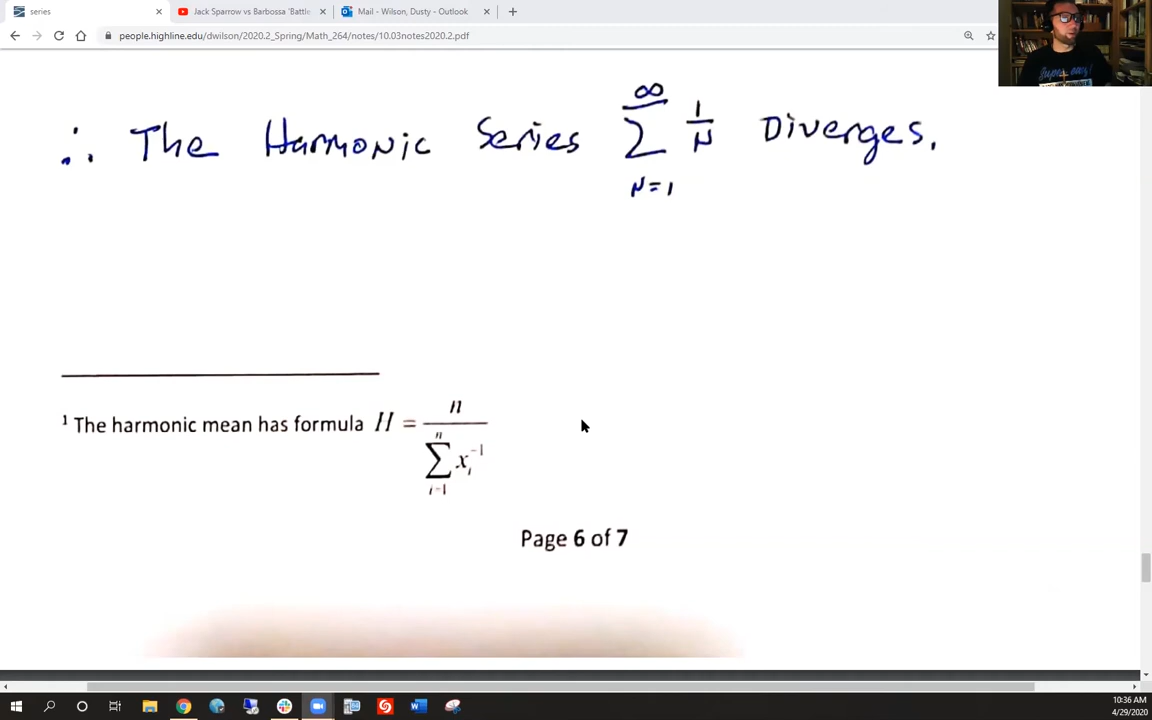 series
Jack Sparrow vs Barbossa 'Battle
Mail - Wilson, Dusty - Outlook
people.highline.edu/dwilson/2020.2_Spring/Math_264/notes/10.03notes2020.2.pdf
∴ The Harmonic Series ∑_{N=1}^{∞} 1/N Diverges.
¹ The harmonic mean has formula H = n / ∑_{i=1}^{n} x_i^{-1}
Page 6 of 7
10:36 AM
4/29/2020